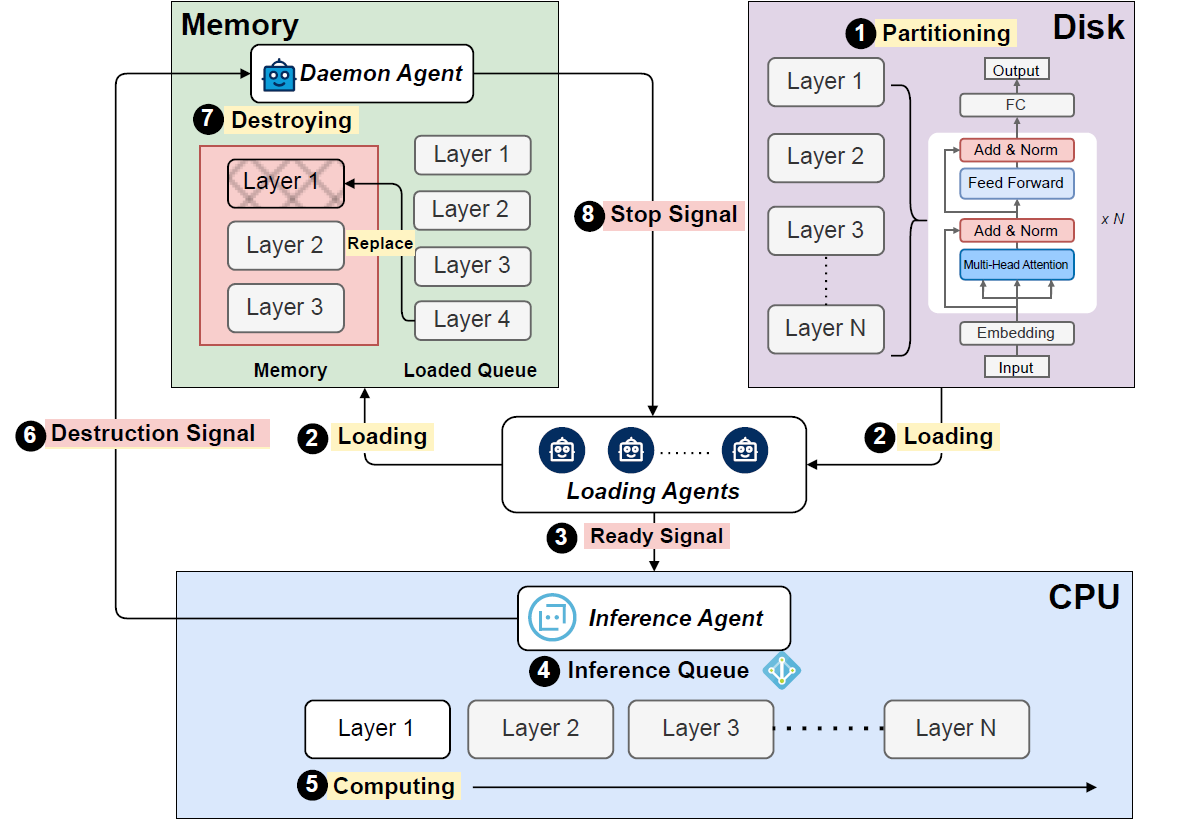 Memory
Daemon Agent
7 Destroying
Layer 1
Layer 2
Layer 3
Replace
Layer 1
Layer 2
Layer 3
Layer 4
Memory
Loaded Queue
1 Partitioning
Disk
Layer 1
Layer 2
Layer 3
Layer N
Output
FC
Add & Norm
Feed Forward
Add & Norm
Multi-Head Attention
x N
Embedding
Input
8 Stop Signal
6 Destruction Signal
2 Loading
2 Loading
Loading Agents
3 Ready Signal
CPU
Inference Agent
4 Inference Queue
Layer 1
Layer 2
Layer 3
Layer N
5 Computing